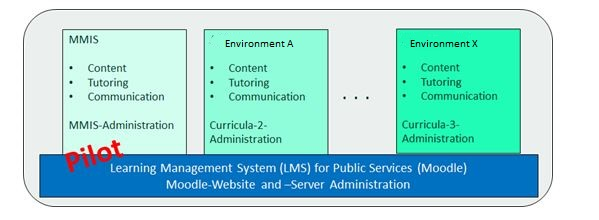 MMIS
• Content
• Tutoring
• Communication
MMIS-Administration
Environment A
• Content
• Tutoring
• Communication
Curricula-2-
Administration
. . .
Environment X
• Content
• Tutoring
• Communication
Curricula-3-
Administration
Pilot
Learning Management System (LMS) for Public Services (Moodle)
Moodle-Website and –Server Administration